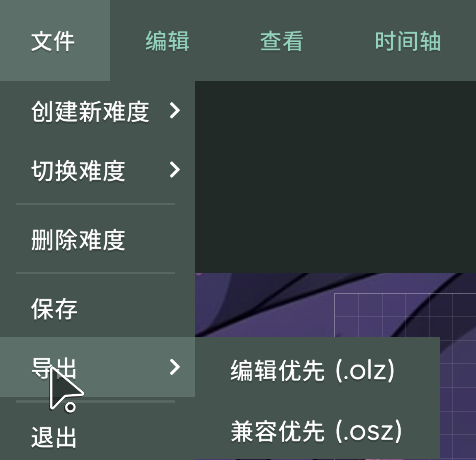 文件 编辑 查看 时间轴
创建新难度
切换难度
删除难度
保存
导出
编辑优先 (.olz)
兼容优先 (.osz)
退出